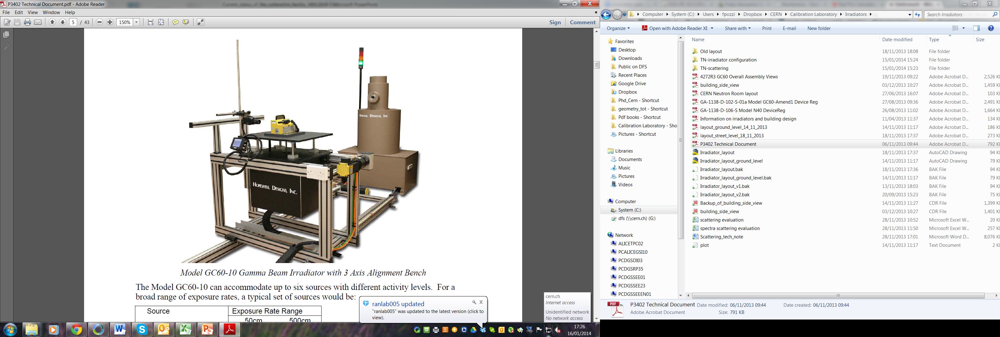 P3402 Technical Document.pdf - Adobe Reader
File Edit View Window Help
5 / 43 150% Sign Comment
HOPEWELL DESIGNS, INC.
HOPEWELL DESIGNS, INC.
Model GC60-10 Gamma Beam Irradiator with 3 Axis Alignment Bench
The Model GC60-10 can accommodate up to six sources with different activity levels. For a
broad range of exposure rates, a typical set of sources would be:
Source Exposure Rate Range
50cm 500cm
ranlab005 updated
"ranlab005" was updated to the latest version (click to
view).
cern.ch
Internet access
Unidentified network
No network access
17:26
16/01/2014
Computer System (C:) Users fpozzi Dropbox CERN Calibration Laboratory Irradiators Search Irradiators
Organize Open with Adobe Reader XI Share with Print E-mail New folder
Favorites
Desktop
Downloads
Public on DFS
Recent Places
Google Drive
Dropbox
Phd_Cern - Shortcut
geometry_tot - Shortcut
Pdf books - Shortcut
Calibration Laboratory - Sho
Pictures - Shortcut
Libraries
Documents
Music
Pictures
Videos
Computer
System (C:)
dfs (\\cern.ch) (G:)
Network
ALICETPC02
PCALICEGSI10
PCDGSDI03
PCDGSRP35
PCDGSSEE01
PCDGSSEE23
PCDGSSEEEN01
Name Date modified Type Size
Old layout 18/11/2013 18:08 File folder
TN-irradiator configuration 15/01/2014 15:24 File folder
TN-scattering 15/01/2014 15:23 File folder
4272R3 GC60 Overall Assembly Views 19/11/2013 09:22 Adobe Acrobat D... 2,526 K
building_side_view 03/12/2013 10:27 Adobe Acrobat D... 1,459 K
CERN Neutron Room layout 27/06/2013 16:07 Adobe Acrobat D... 103 K
GA-1138-D-102-S-01a Model GC60-Amend1 Device Reg 27/08/2013 09:36 Adobe Acrobat D... 2,491 K
GA-1138-D-106-S Model N40 DeviceReg 26/08/2013 11:02 Adobe Acrobat D... 1,664 K
Information on irradiators and building design 11/04/2013 11:37 Adobe Acrobat D... 134 K
layout_ground_level_14_11_2013 14/11/2013 11:17 Adobe Acrobat D... 186 K
layout_street_level_18_11_2013 18/11/2013 17:37 Adobe Acrobat D... 273 K
P3402 Technical Document 06/11/2013 09:44 Adobe Acrobat D... 792 K
Irradiator_layout 18/11/2013 17:37 AutoCAD Drawing 94 K
Irradiator_layout_ground_level 14/11/2013 11:17 AutoCAD Drawing 79 K
Irradiator_layout.bak 18/11/2013 17:36 BAK File 94 K
Irradiator_layout_ground_level.bak 14/11/2013 11:17 BAK File 79 K
Irradiator_layout_v1.bak 13/11/2013 18:03 BAK File 94 K
Irradiator_layout_v2.bak 20/09/2013 15:23 BAK File 75 K
Backup_of_building_side_view 14/11/2013 11:27 CDR File 1,399 K
building_side_view 03/12/2013 10:27 CDR File 1,401 K
scattering evaluation 28/11/2013 10:52 Microsoft Excel W... 20 K
spectra scattering evaluation 28/11/2013 11:50 Microsoft Excel W... 257 K
Scattering_tech_note 28/11/2013 17:01 Microsoft Word D... 8,076 K
plot 14/11/2013 11:17 Text Document 2 K
P3402 Technical Document Date modified: 06/11/2013 09:44 Date created: 06/11/2013 09:44
Adobe Acrobat Document Size: 791 KB